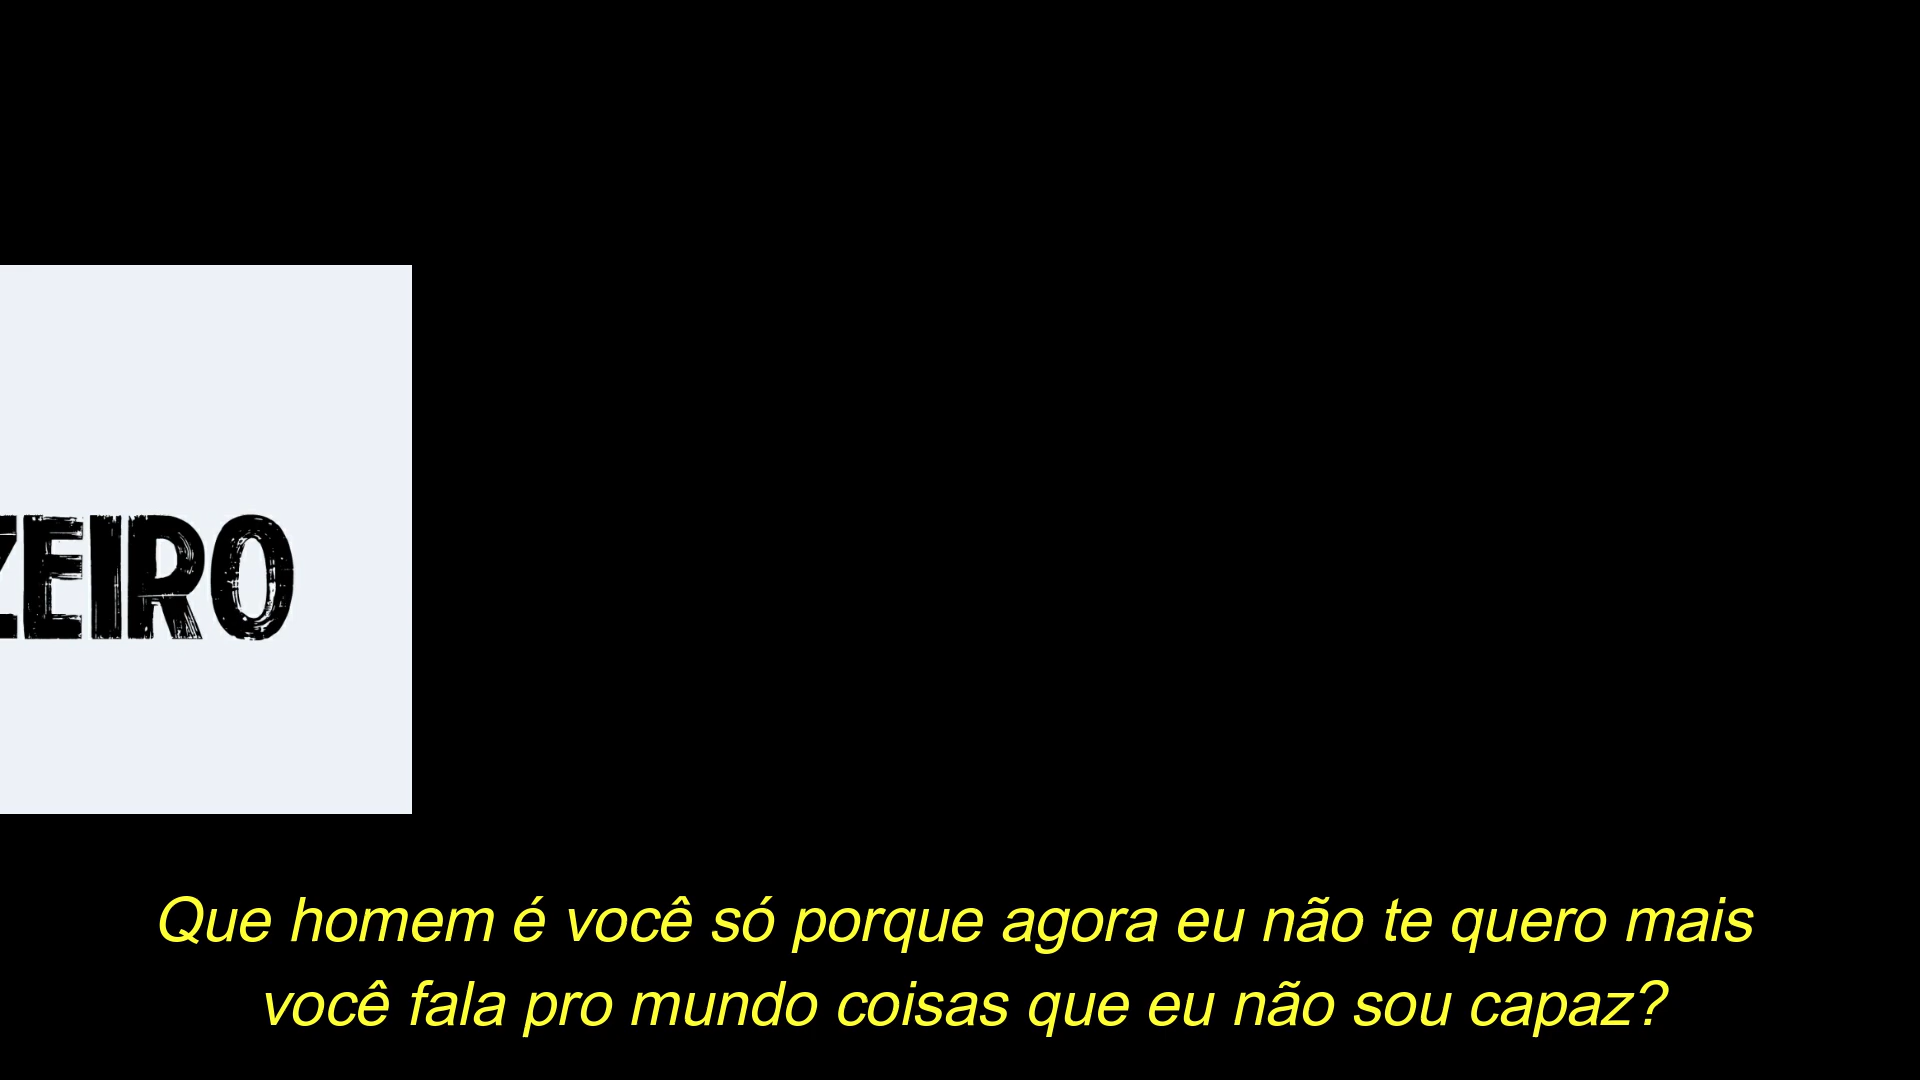 ZEIRO
Que homem é você só porque agora eu não te quero mais
você fala pro mundo coisas que eu não sou capaz?